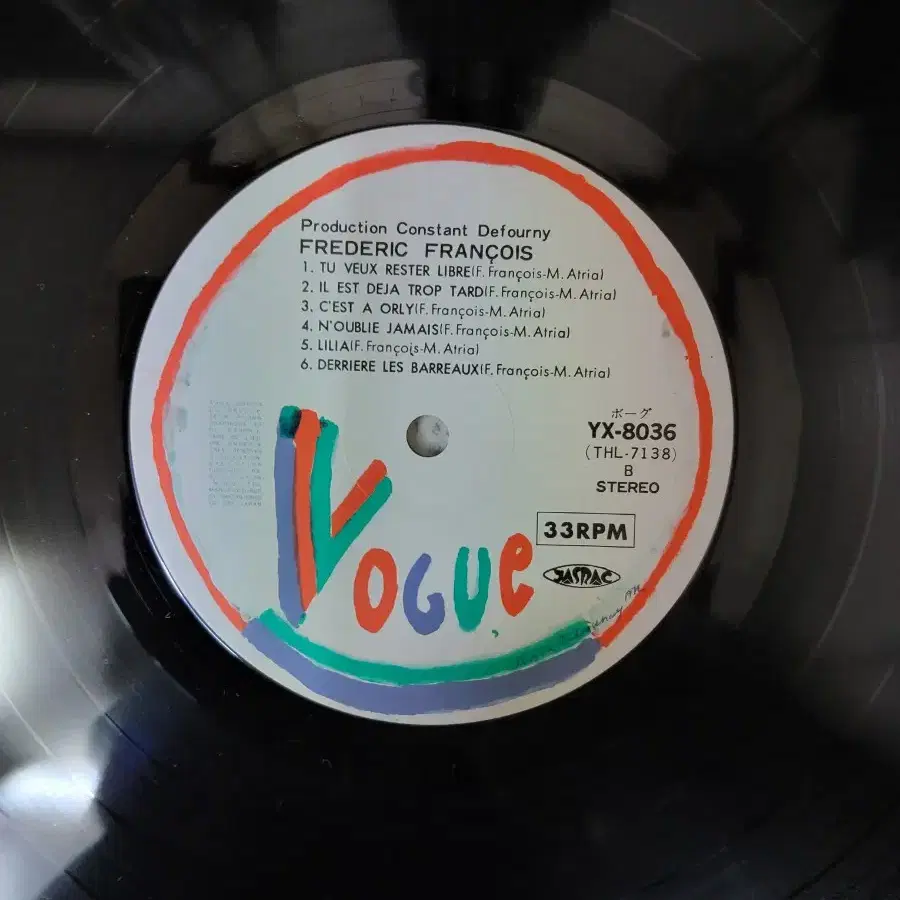 Production Constant Defourny
FREDERIC FRANÇOIS
1. TU VEUX RESTER LIBRE(F. François-M. Atria)
2. IL EST DEJA TROP TARD(F. François-M. Atria)
3. C'EST A ORLY(F. François-M. Atria)
4. N'OUBLIE JAMAIS(F. François-M. Atria)
5. LILIA(F. François-M. Atria)
6. DERRIERE LES BARREAUX(F. François-M. Atria)
ボーグ
YX-8036
(THL-7138)
B
STEREO
33RPM
VOGUE
JASRAC